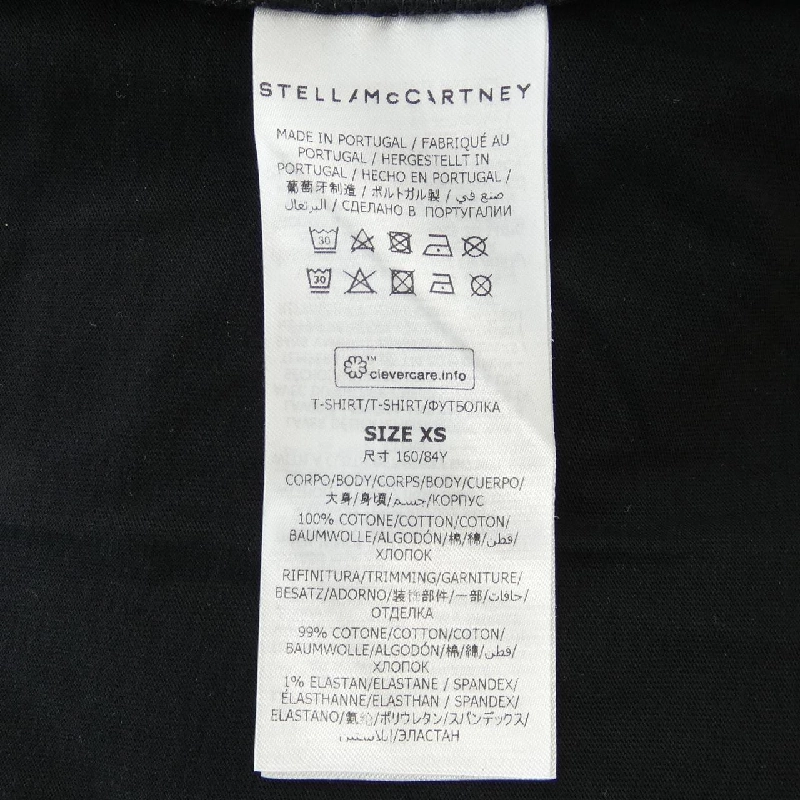 STELLA McCARTNEY
MADE IN PORTUGAL / FABRIQUÉ AU
PORTUGAL / HERGESTELLT IN
PORTUGAL / HECHO EN PORTUGAL /
葡萄牙制造 / ポルトガル製 / صنع في
البرتغال / СДЕЛАНО В ПОРТУГАЛИИ
30
30
™
clevercare.info
T-SHIRT/T-SHIRT/ФУТБОЛКА
SIZE XS
尺寸 160/84Y
CORPO/BODY/CORPS/BODY/CUERPO/
大身/身頃/جسم/КОРПУС
100% COTONE/COTTON/COTON/
BAUMWOLLE/ALGODÓN/棉/綿/قطن/
ХЛОПОК
RIFINITURA/TRIMMING/GARNITURE/
BESATZ/ADORNO/装饰部件/一部/حافات/
ОТДЕЛКА
99% COTONE/COTTON/COTON/
BAUMWOLLE/ALGODÓN/棉/綿/قطن/
ХЛОПОК
1% ELASTAN/ELASTANE / SPANDEX/
ÉLASTHANNE/ELASTHAN / SPANDEX/
ELASTANO/氨纶/ポリウレタン/スパンデックス/
إيلاستين/ЭЛАСТАН